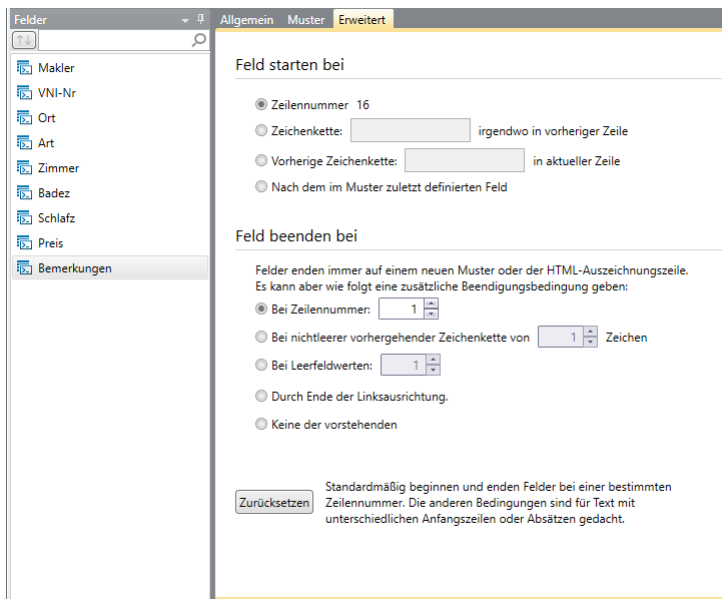 Felder
Allgemein Muster Erweitert
Makler
VNI-Nr
Ort
Art
Zimmer
Badez
Schlafz
Preis
Bemerkungen
Feld starten bei
Zeilennummer 16
Zeichenkette: irgendwo in vorheriger Zeile
Vorherige Zeichenkette: in aktueller Zeile
Nach dem im Muster zuletzt definierten Feld
Feld beenden bei
Felder enden immer auf einem neuen Muster oder der HTML-Auszeichnungszeile.
Es kann aber wie folgt eine zusätzliche Beendigungsbedingung geben:
Bei Zeilennummer: 1
Bei nichtleerer vorhergehender Zeichenkette von 1 Zeichen
Bei Leerfeldwerten: 1
Durch Ende der Linksausrichtung.
Keine der vorstehenden
Zurücksetzen
Standardmäßig beginnen und enden Felder bei einer bestimmten
Zeilennummer. Die anderen Bedingungen sind für Text mit
unterschiedlichen Anfangszeilen oder Absätzen gedacht.